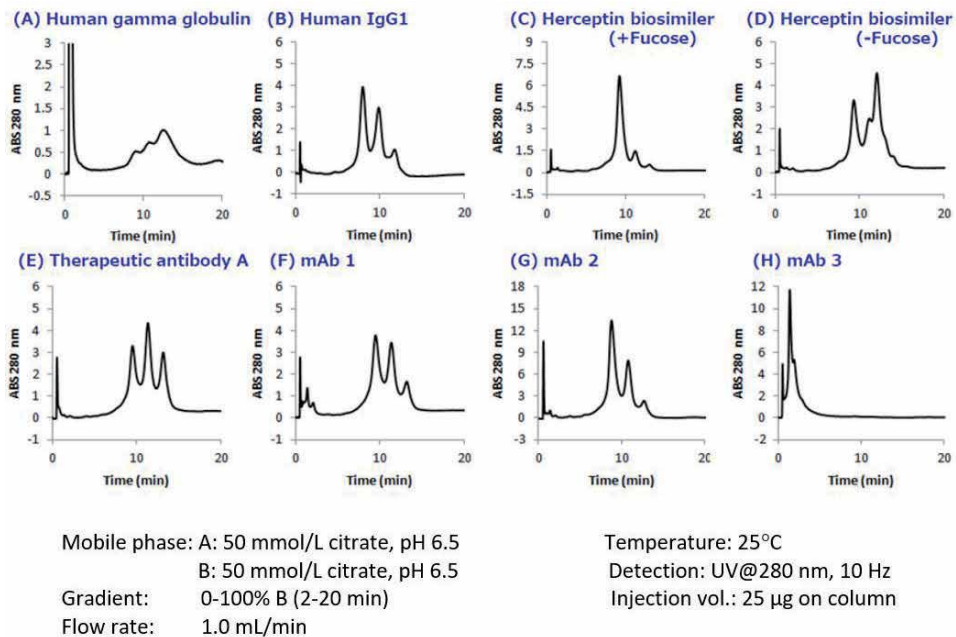 (A) Human gamma globulin
ABS 280 nm
3
2.5
2
1.5
1
0.5
0
-0.5
0 10 20
Time (min)
(B) Human IgG1
ABS 280 nm
6
5
4
3
2
1
0
-1
0 10 20
Time (min)
(C) Herceptin biosimiler
(+Fucose)
ABS 280 nm
9
7.5
6
4.5
3
1.5
0
-1.5
0 10 20
Time (min)
(D) Herceptin biosimiler
(-Fucose)
ABS 280 nm
6
5
4
3
2
1
0
-1
0 10 20
Time (min)
(E) Therapeutic antibody A
ABS 280 nm
6
5
4
3
2
1
0
-1
0 10 20
Time (min)
(F) mAb 1
ABS 280 nm
6
5
4
3
2
1
0
-1
0 10 20
Time (min)
(G) mAb 2
ABS 280 nm
18
15
12
9
6
3
0
-3
0 10 20
Time (min)
(H) mAb 3
ABS 280 nm
12
10
8
6
4
2
0
-2
0 10 20
Time (min)
Mobile phase: A: 50 mmol/L citrate, pH 6.5
B: 50 mmol/L citrate, pH 6.5
Gradient: 0-100% B (2-20 min)
Flow rate: 1.0 mL/min
Temperature: 25°C
Detection: UV@280 nm, 10 Hz
Injection vol.: 25 µg on column